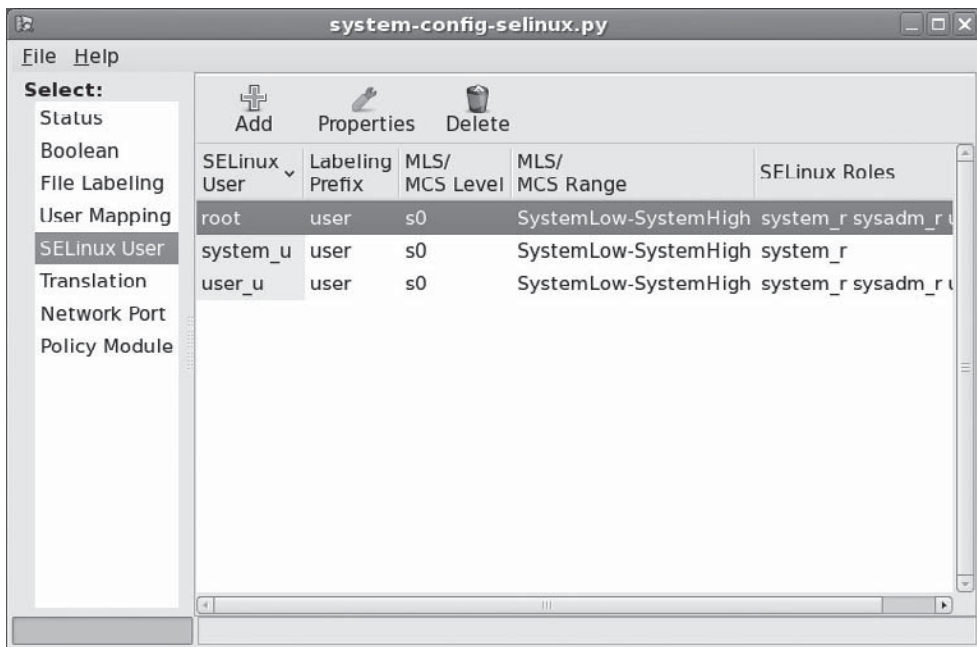 system-config-selinux.py
File Help
Select:
Status
Boolean
File Labeling
User Mapping
SELinux User
Translation
Network Port
Policy Module
Add Properties Delete
SELinux User Labeling Prefix MLS/ MCS Level MLS/ MCS Range SELinux Roles
root user s0 SystemLow-SystemHigh system_r sysadm_r
system_u user s0 SystemLow-SystemHigh system_r
user_u user s0 SystemLow-SystemHigh system_r sysadm_r